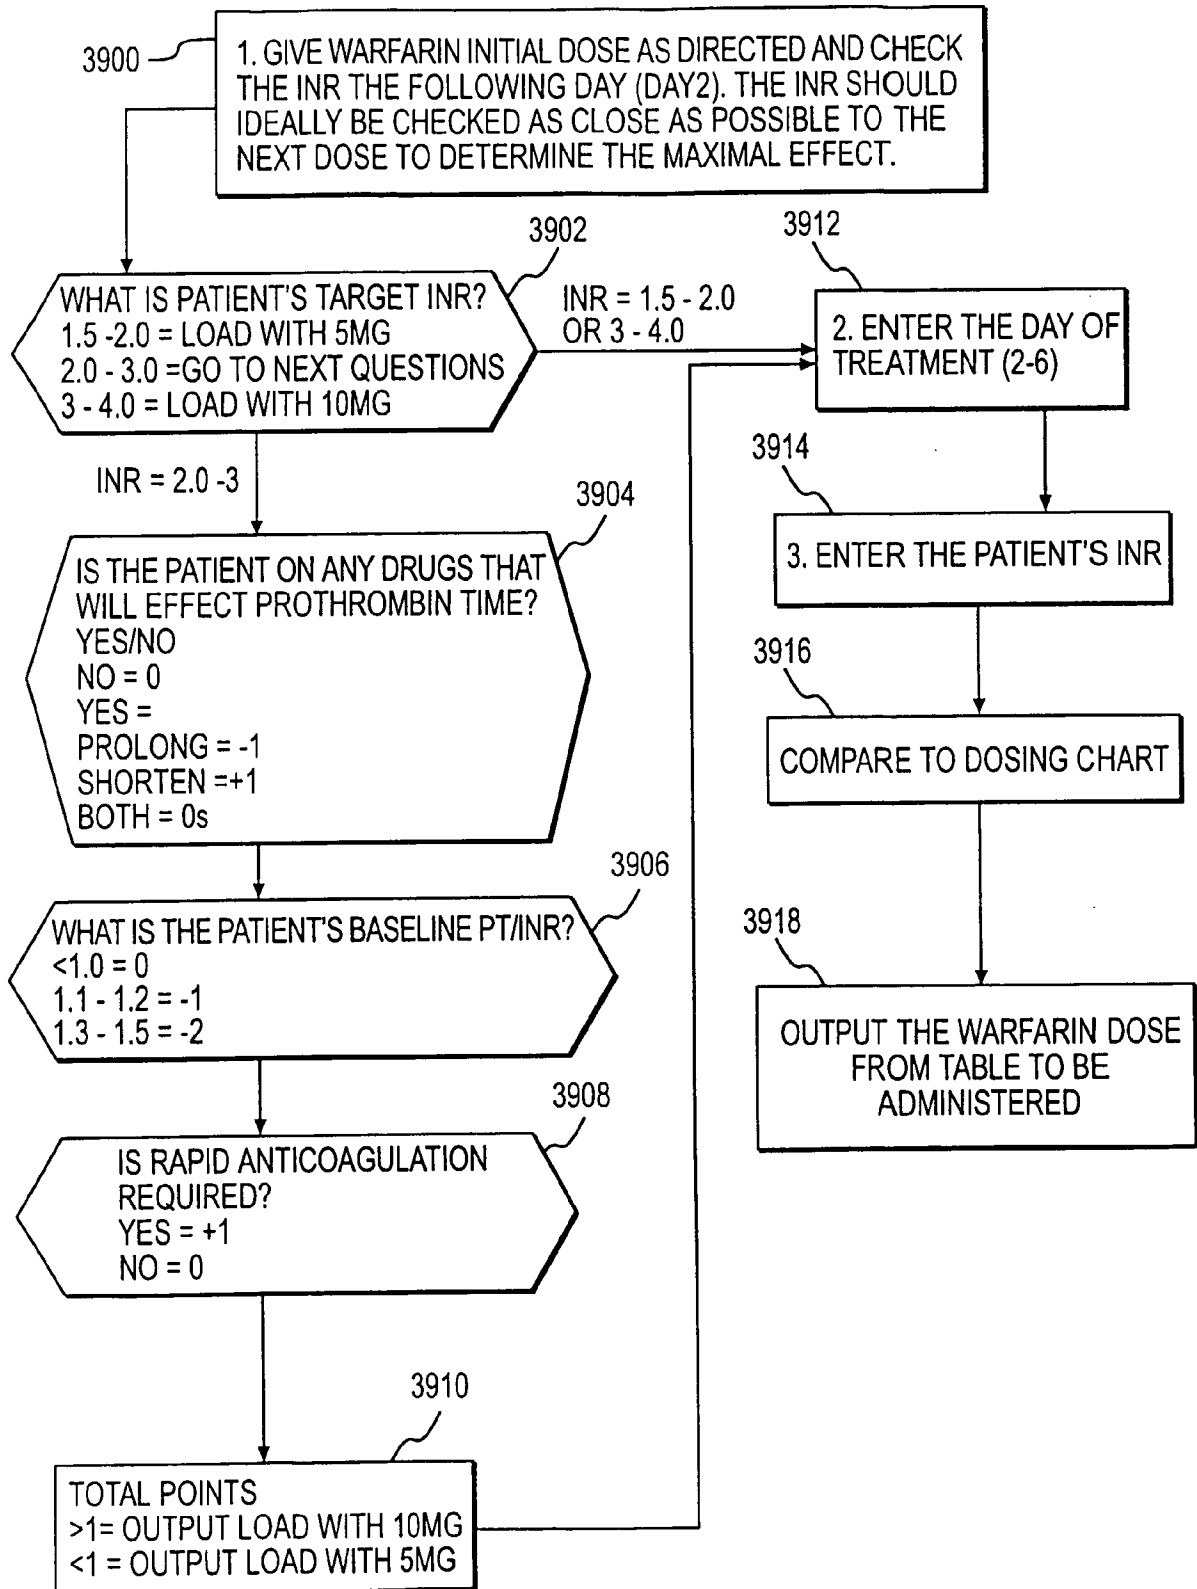 3900
1. GIVE WARFARIN INITIAL DOSE AS DIRECTED AND CHECK
THE INR THE FOLLOWING DAY (DAY2). THE INR SHOULD
IDEALLY BE CHECKED AS CLOSE AS POSSIBLE TO THE
NEXT DOSE TO DETERMINE THE MAXIMAL EFFECT.
3902
WHAT IS PATIENT'S TARGET INR?
1.5 -2.0 = LOAD WITH 5MG
2.0 - 3.0 =GO TO NEXT QUESTIONS
3 - 4.0 = LOAD WITH 10MG
INR = 1.5 - 2.0
OR 3 - 4.0
INR = 2.0 -3
3904
IS THE PATIENT ON ANY DRUGS THAT
WILL EFFECT PROTHROMBIN TIME?
YES/NO
NO = 0
YES =
PROLONG = -1
SHORTEN =+1
BOTH = 0s
3906
WHAT IS THE PATIENT'S BASELINE PT/INR?
<1.0 = 0
1.1 - 1.2 = -1
1.3 - 1.5 = -2
3908
IS RAPID ANTICOAGULATION
REQUIRED?
YES = +1
NO = 0
3910
TOTAL POINTS
>1= OUTPUT LOAD WITH 10MG
<1 = OUTPUT LOAD WITH 5MG
3912
2. ENTER THE DAY OF
TREATMENT (2-6)
3914
3. ENTER THE PATIENT'S INR
3916
COMPARE TO DOSING CHART
3918
OUTPUT THE WARFARIN DOSE
FROM TABLE TO BE
ADMINISTERED